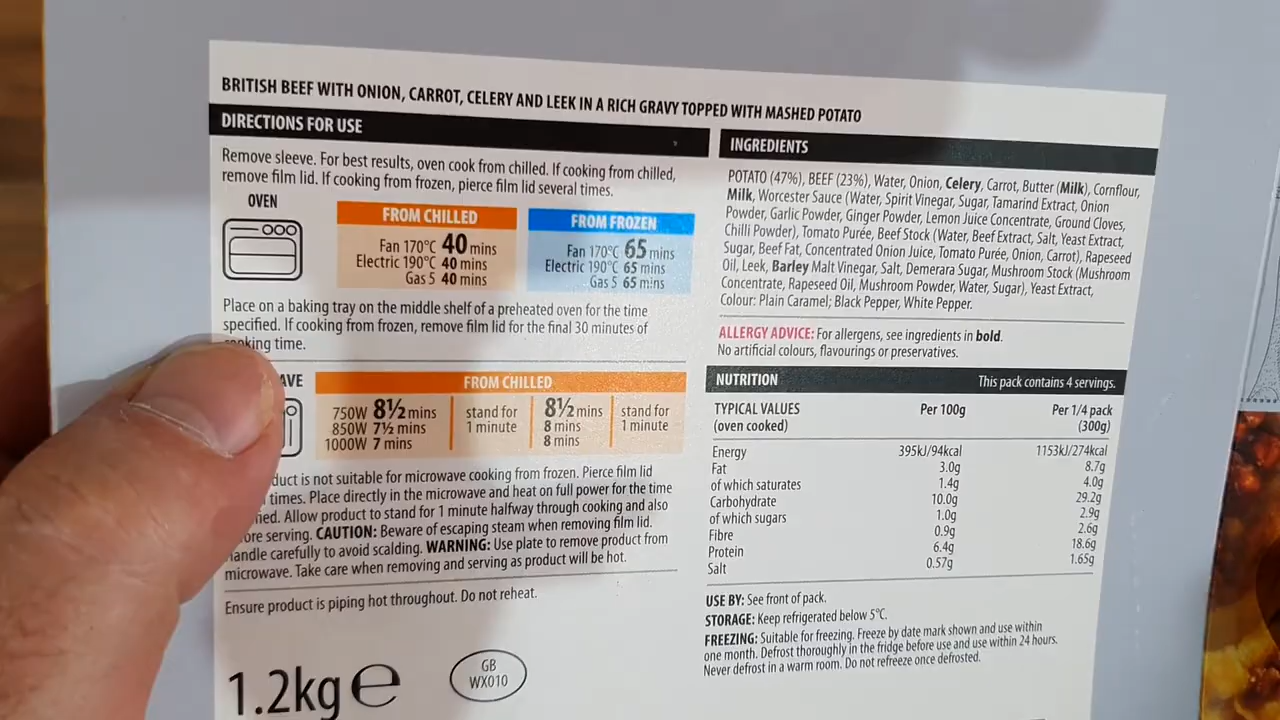 BRITISH BEEF WITH ONION, CARROT, CELERY AND LEEK IN A RICH GRAVY TOPPED WITH MASHED POTATO
DIRECTIONS FOR USE
Remove sleeve. For best results, oven cook from chilled. If cooking from chilled,
remove film lid. If cooking from frozen, pierce film lid several times.
OVEN
FROM CHILLED
Fan 170°C 40 mins
Electric 190°C 40 mins
Gas 5 40 mins
FROM FROZEN
Fan 170°C 65 mins
Electric 190°C 65 mins
Gas 5 65 mins
Place on a baking tray on the middle shelf of a preheated oven for the time
specified. If cooking from frozen, remove film lid for the final 30 minutes of
time.
FROM CHILLED
750W 8½ mins stand for 8½ mins stand for
850W 7½ mins 1 minute 8 mins 1 minute
1000W 7 mins 8 mins
is not suitable for microwave cooking from frozen. Pierce film lid
times. Place directly in the microwave and heat on full power for the time
Allow product to stand for 1 minute halfway through cooking and also
serving. CAUTION: Beware of escaping steam when removing film lid.
Handle carefully to avoid scalding. WARNING: Use plate to remove product from
microwave. Take care when removing and serving as product will be hot.
Ensure product is piping hot throughout. Do not reheat.
1.2kg e
GB
WX010
INGREDIENTS
POTATO (47%), BEEF (23%), Water, Onion, Celery, Carrot, Butter (Milk), Cornflour,
Milk, Worcester Sauce (Water, Spirit Vinegar, Sugar, Tamarind Extract, Onion
Powder, Garlic Powder, Ginger Powder, Lemon Juice Concentrate, Ground Cloves,
Chilli Powder), Tomato Purée, Beef Stock (Water, Beef Extract, Salt, Yeast Extract,
Sugar, Beef Fat, Concentrated Onion Juice, Tomato Purée, Onion, Carrot), Rapeseed
Oil, Leek, Barley Malt Vinegar, Salt, Demerara Sugar, Mushroom Stock (Mushroom
Concentrate, Rapeseed Oil, Mushroom Powder, Water, Sugar), Yeast Extract,
Colour: Plain Caramel; Black Pepper, White Pepper.
ALLERGY ADVICE: For allergens, see ingredients in bold.
No artificial colours, flavourings or preservatives.
NUTRITION This pack contains 4 servings.
TYPICAL VALUES Per 100g Per 1/4 pack
(oven cooked) (300g)
Energy 395kJ/94kcal 1153kJ/274kcal
Fat 3.0g 8.7g
of which saturates 1.4g 4.0g
Carbohydrate 10.0g 29.2g
of which sugars 1.0g 2.9g
Fibre 0.9g 2.6g
Protein 6.4g 18.6g
Salt 0.57g 1.65g
USE BY: See front of pack.
STORAGE: Keep refrigerated below 5°C.
FREEZING: Suitable for freezing. Freeze by date mark shown and use within
one month. Defrost thoroughly in the fridge before use and use within 24 hours.
Never defrost in a warm room. Do not refreeze once defrosted.